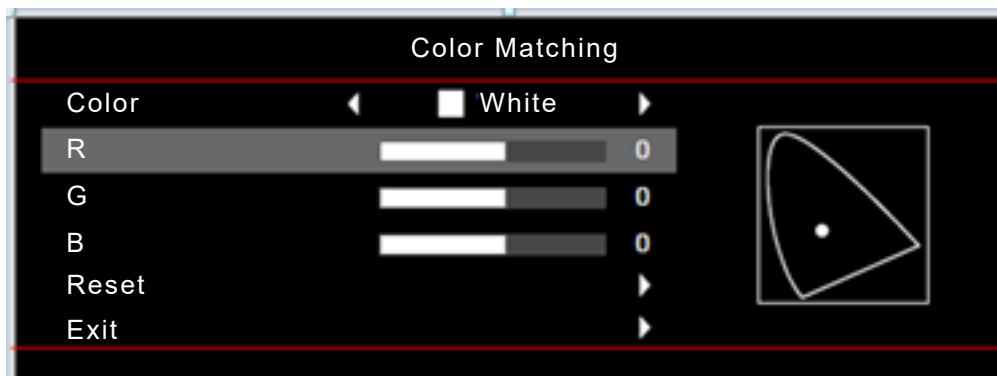 Color Matching
Color White
R 0
G 0
B 0
Reset
Exit